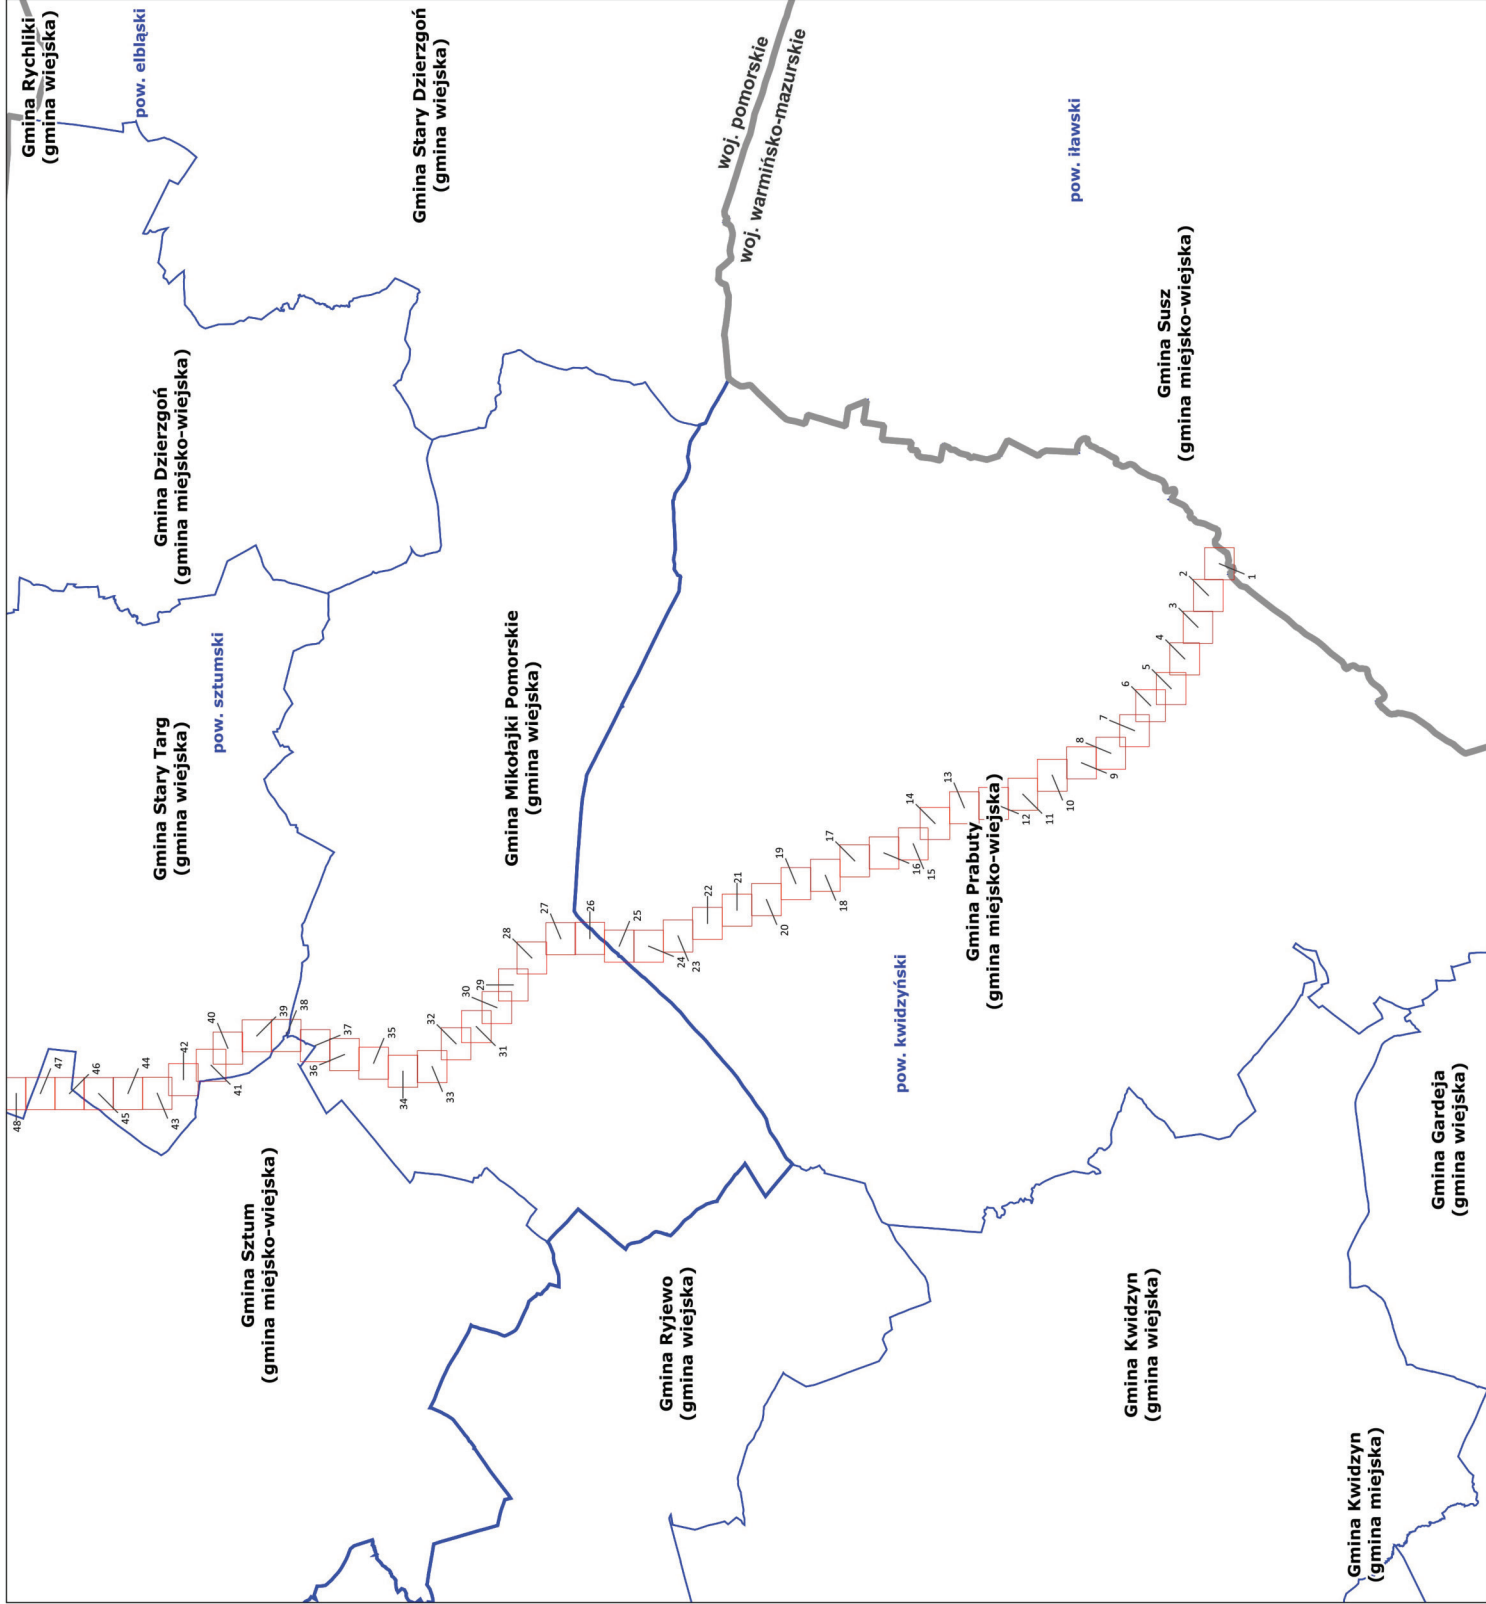 Gmina Rychliki
(gmina wiejska)
pow. elbląski
Gmina Stary Dzierzgoń
(gmina wiejska)
woj. pomorskie
woj. warmińsko-mazurskie
pow. iławski
Gmina Susz
(gmina miejsko-wiejska)
Gmina Dzierzgoń
(gmina miejsko-wiejska)
pow. sztumski
Gmina Stary Targ
(gmina wiejska)
Gmina Mikołajki Pomorskie
(gmina wiejska)
Gmina Prabuty
(gmina miejsko-wiejska)
pow. kwidzyński
Gmina Sztum
(gmina miejsko-wiejska)
Gmina Ryjewo
(gmina wiejska)
Gmina Kwidzyn
(gmina wiejska)
Gmina Gardeja
(gmina wiejska)
Gmina Kwidzyn
(gmina miejska)
1
2
3
4
5
6
7
8
9
10
11
12
13
14
15
16
17
18
19
20
21
22
23
24
25
26
27
28
29
30
31
32
33
34
35
36
37
38
39
40
41
42
43
44
45
46
47
48